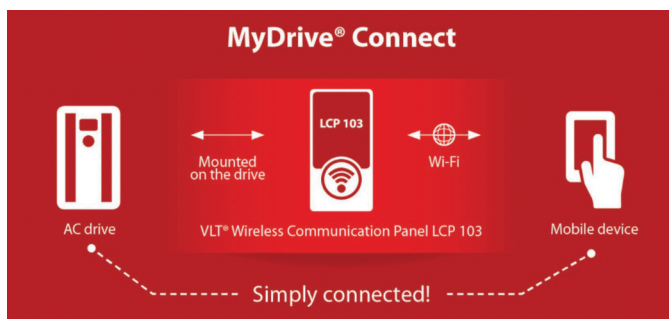 MyDrive® Connect
LCP 103
Mounted
on the drive
Wi-Fi
AC drive
VLT® Wireless Communication Panel LCP 103
Mobile device
Simply connected!